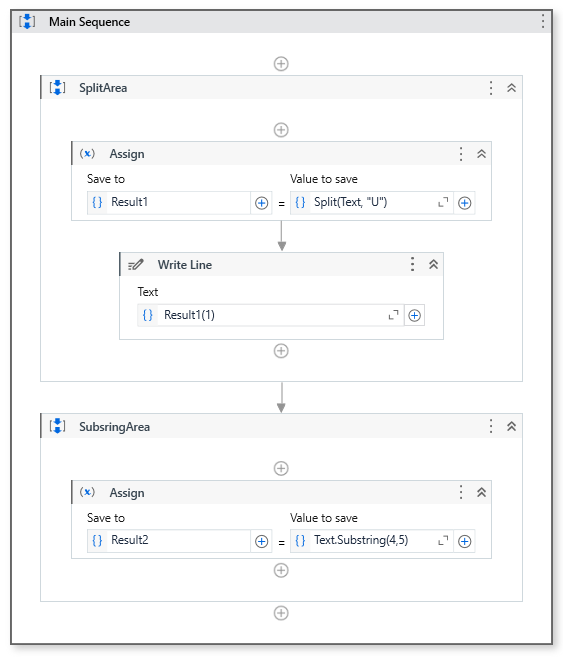 Main Sequence
SplitArea
Assign
Save to Value to save
Result1 = Split(Text, "U")
Write Line
Text
Result1(1)
SubsringArea
Assign
Save to Value to save
Result2 = Text.Substring(4,5)